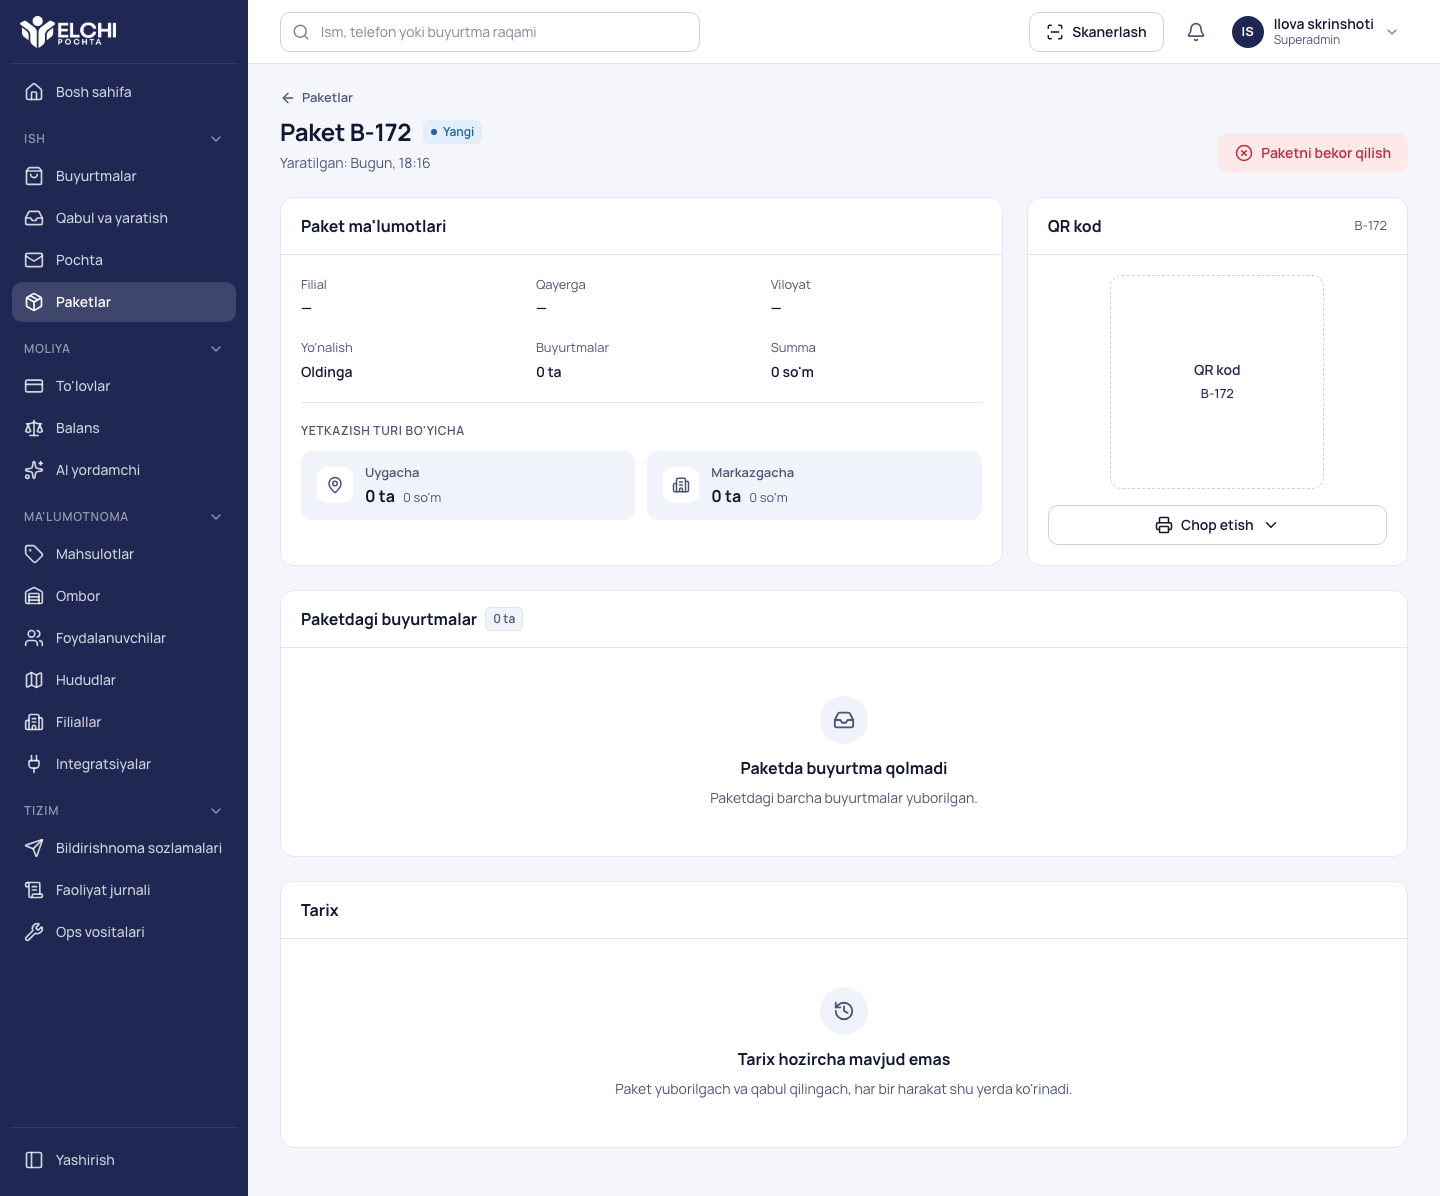 ELCHI
POCHTA
Bosh sahifa
ISH
Buyurtmalar
Qabul va yaratish
Pochta
Paketlar
MOLIYA
To'lovlar
Balans
AI yordamchi
MA'LUMOTNOMA
Mahsulotlar
Ombor
Foydalanuvchilar
Hududlar
Filiallar
Integratsiyalar
TIZIM
Bildirishnoma sozlamalari
Faoliyat jurnali
Ops vositalari
Yashirish
Ism, telefon yoki buyurtma raqami
Skanerlash
IS
Ilova skrinshoti
Superadmin
Paketlar
Paket B-172
Yangi
Yaratilgan: Bugun, 18:16
Paketni bekor qilish
Paket ma'lumotlari
Filial
—
Qayerga
—
Viloyat
—
Yo'nalish
Oldinga
Buyurtmalar
0 ta
Summa
0 so'm
YETKAZISH TURI BO'YICHA
Uygacha
0 ta 0 so'm
Markazgacha
0 ta 0 so'm
QR kod
B-172
QR kod
B-172
Chop etish
Paketdagi buyurtmalar 0 ta
Paketda buyurtma qolmadi
Paketdagi barcha buyurtmalar yuborilgan.
Tarix
Tarix hozircha mavjud emas
Paket yuborilgach va qabul qilingach, har bir harakat shu yerda ko'rinadi.